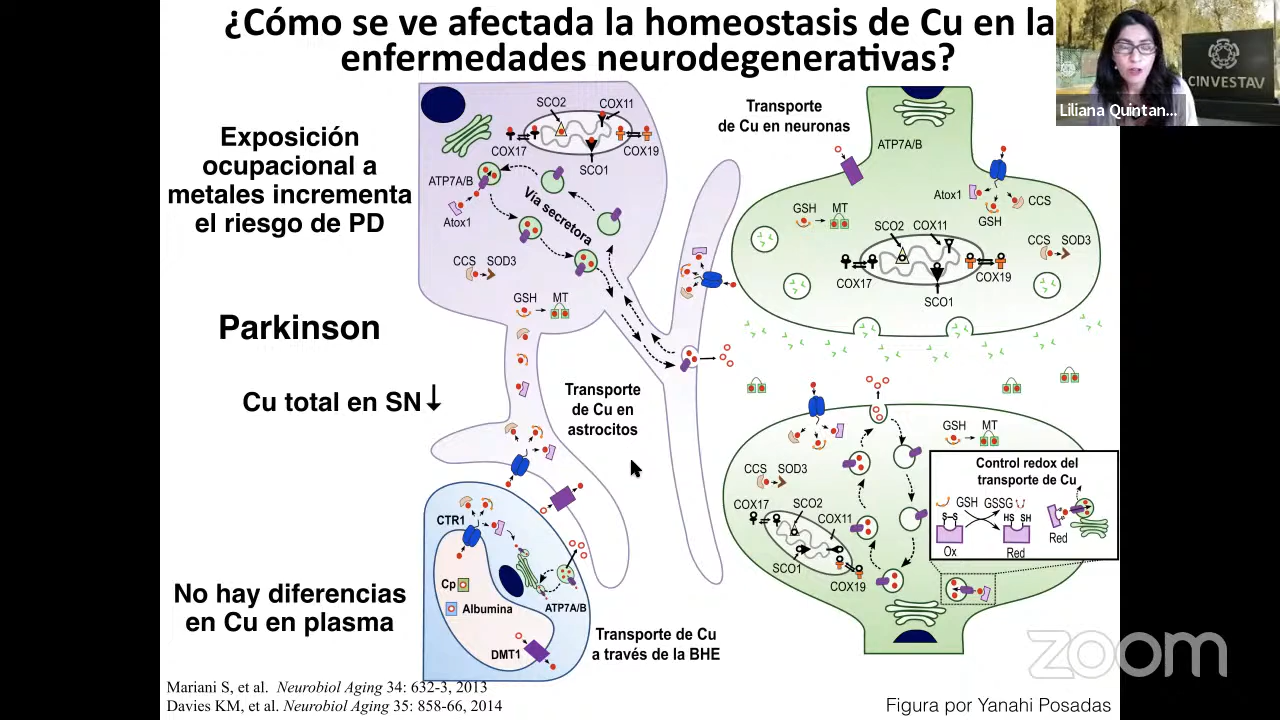 ¿Cómo se ve afectada la homeostasis de Cu en la
enfermedades neurodegenerativas?
CINVESTAV
Liliana Quintan...
Exposición
ocupacional a
metales incrementa
el riesgo de PD
Parkinson
Cu total en SN↓
No hay diferencias
en Cu en plasma
SCO2
COX11
COX17
COX19
SCO1
ATP7A/B
Atox1
Vía secretora
CCS SOD3
GSH MT
Transporte
de Cu en
astrocitos
CTR1
Cp
Albumina
ATP7A/B
DMT1
Transporte de Cu
a través de la BHE
Transporte
de Cu en neuronas
ATP7A/B
Atox1
CCS
GSH
GSH MT
SCO2 COX11
CCS SOD3
COX17
COX19
SCO1
GSH MT
CCS SOD3
COX17
SCO2
COX11
SCO1
COX19
Control redox del
transporte de Cu
GSH GSSG
S-S
HS SH
Ox
Red
Red
zoom
Mariani S, et al. Neurobiol Aging 34: 632-3, 2013
Davies KM, et al. Neurobiol Aging 35: 858-66, 2014
Figura por Yanahi Posadas